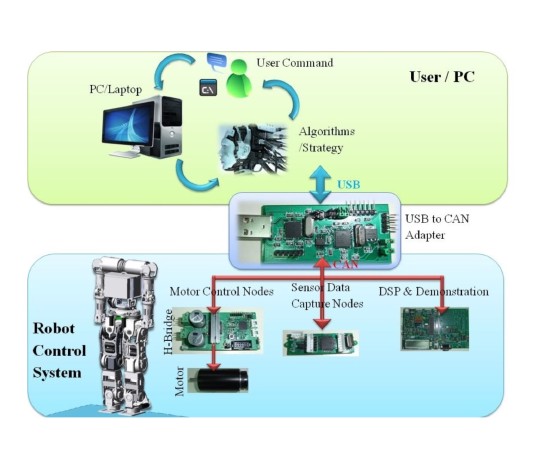 User Command
User / PC
PC/Laptop
Algorithms
/Strategy
USB
USB to CAN
Adapter
CAN
Motor Control Nodes
Sensor Data
Capture Nodes
DSP & Demonstration
Robot
Control
System
H-Bridge
Motor